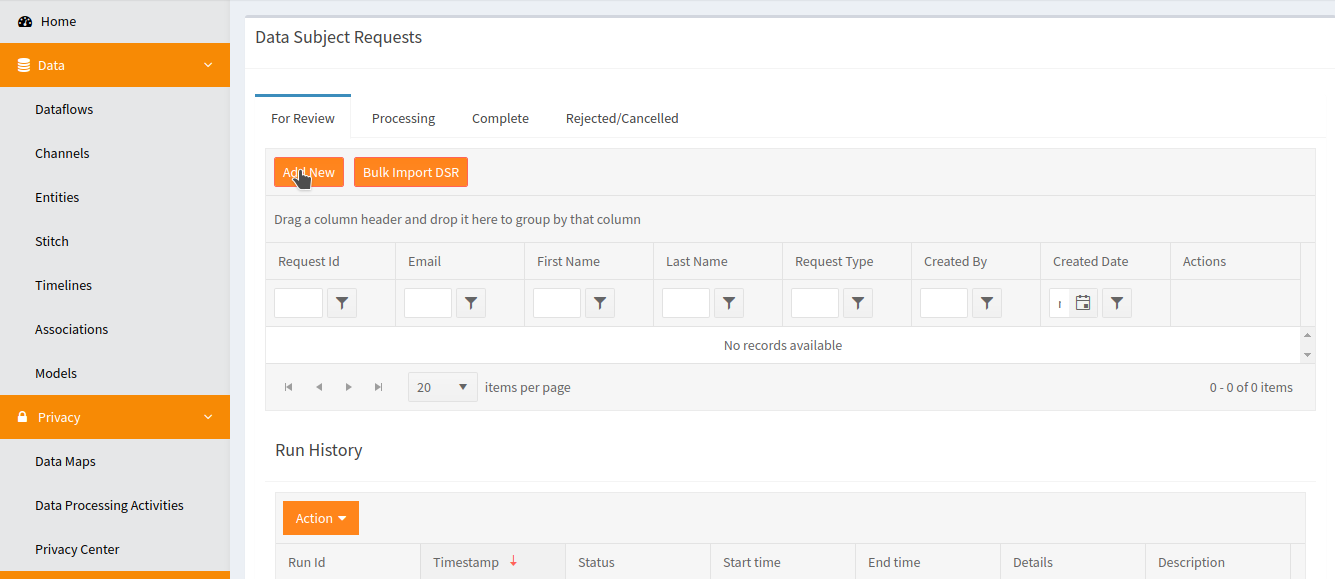 Home
Data
Dataflows
Channels
Entities
Stitch
Timelines
Associations
Models
Privacy
Data Maps
Data Processing Activities
Privacy Center
Data Subject Requests
For Review Processing Complete Rejected/Cancelled
Add New Bulk Import DSR
Drag a column header and drop it here to group by that column
Request Id Email First Name Last Name Request Type Created By Created Date Actions
No records available
20 items per page 0 - 0 of 0 items
Run History
Action
Run Id Timestamp Status Start time End time Details Description